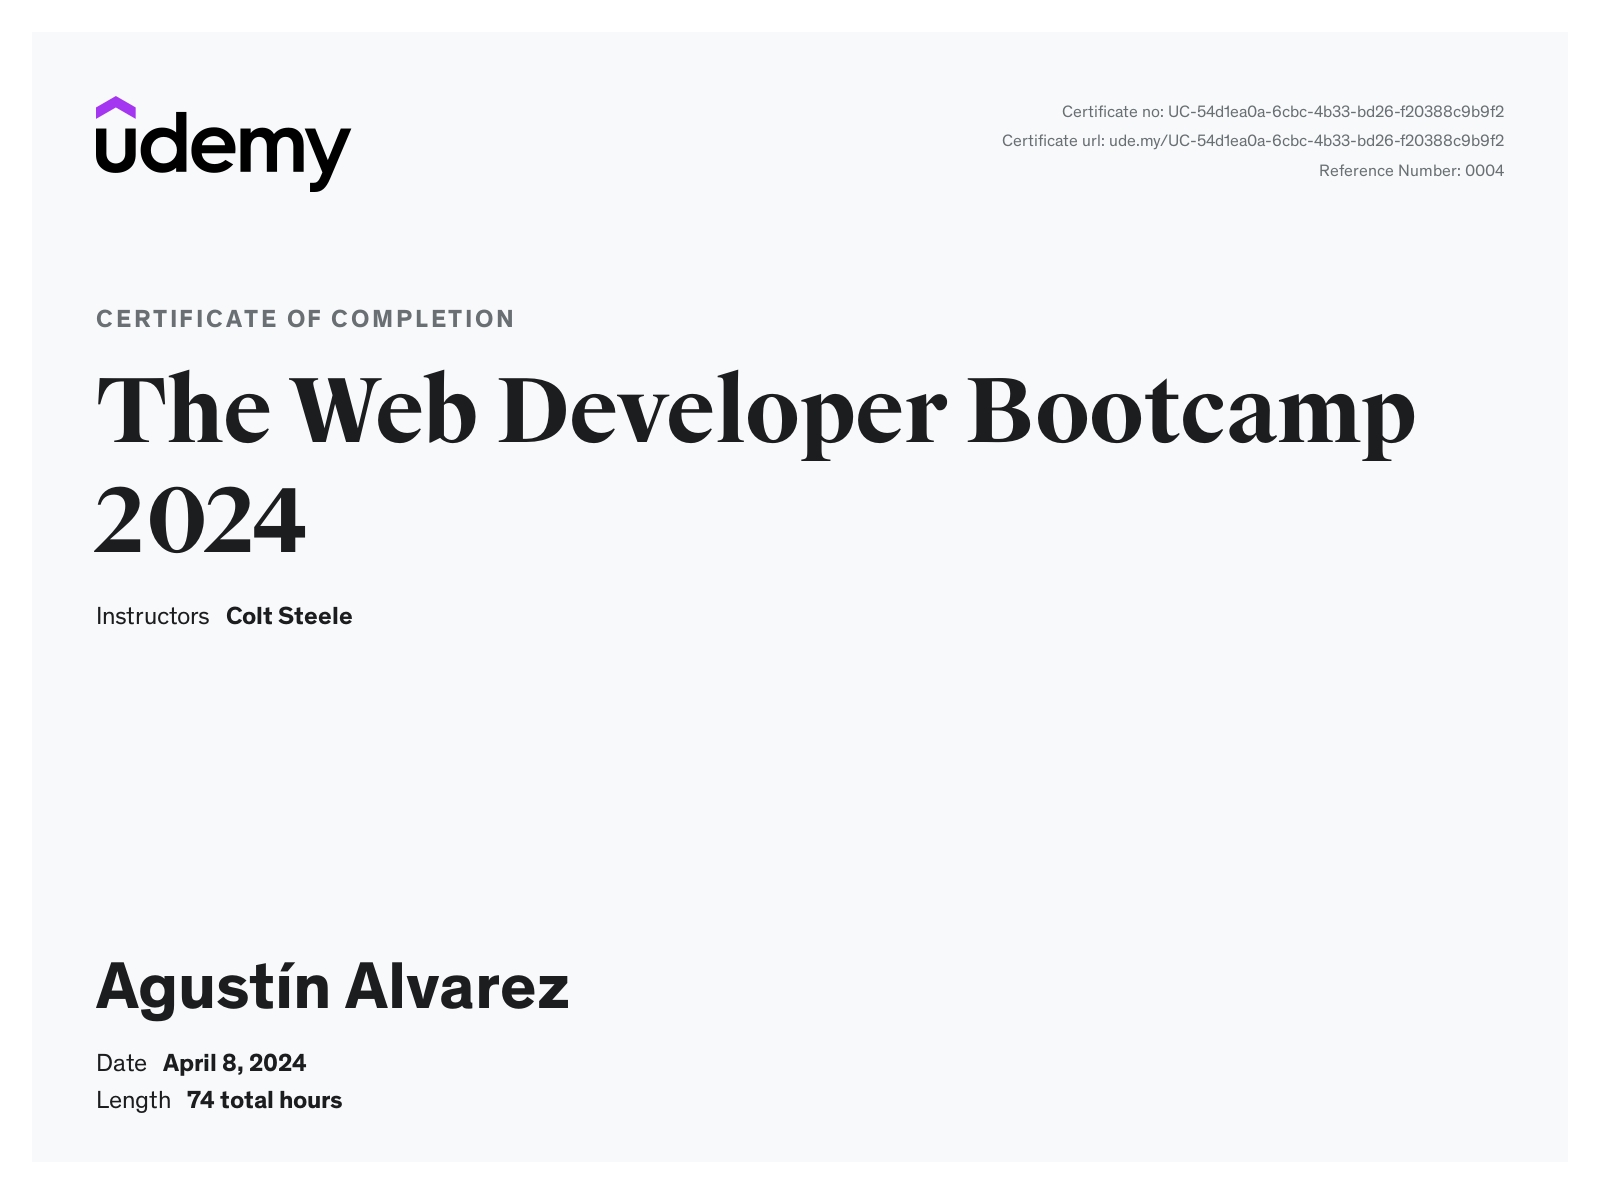 udemy
Certificate no: UC-54d1ea0a-6cbc-4b33-bd26-f20388c9b9f2
Certificate url: ude.my/UC-54d1ea0a-6cbc-4b33-bd26-f20388c9b9f2
Reference Number: 0004
CERTIFICATE OF COMPLETION
The Web Developer Bootcamp
2024
Instructors Colt Steele
Agustín Alvarez
Date April 8, 2024
Length 74 total hours